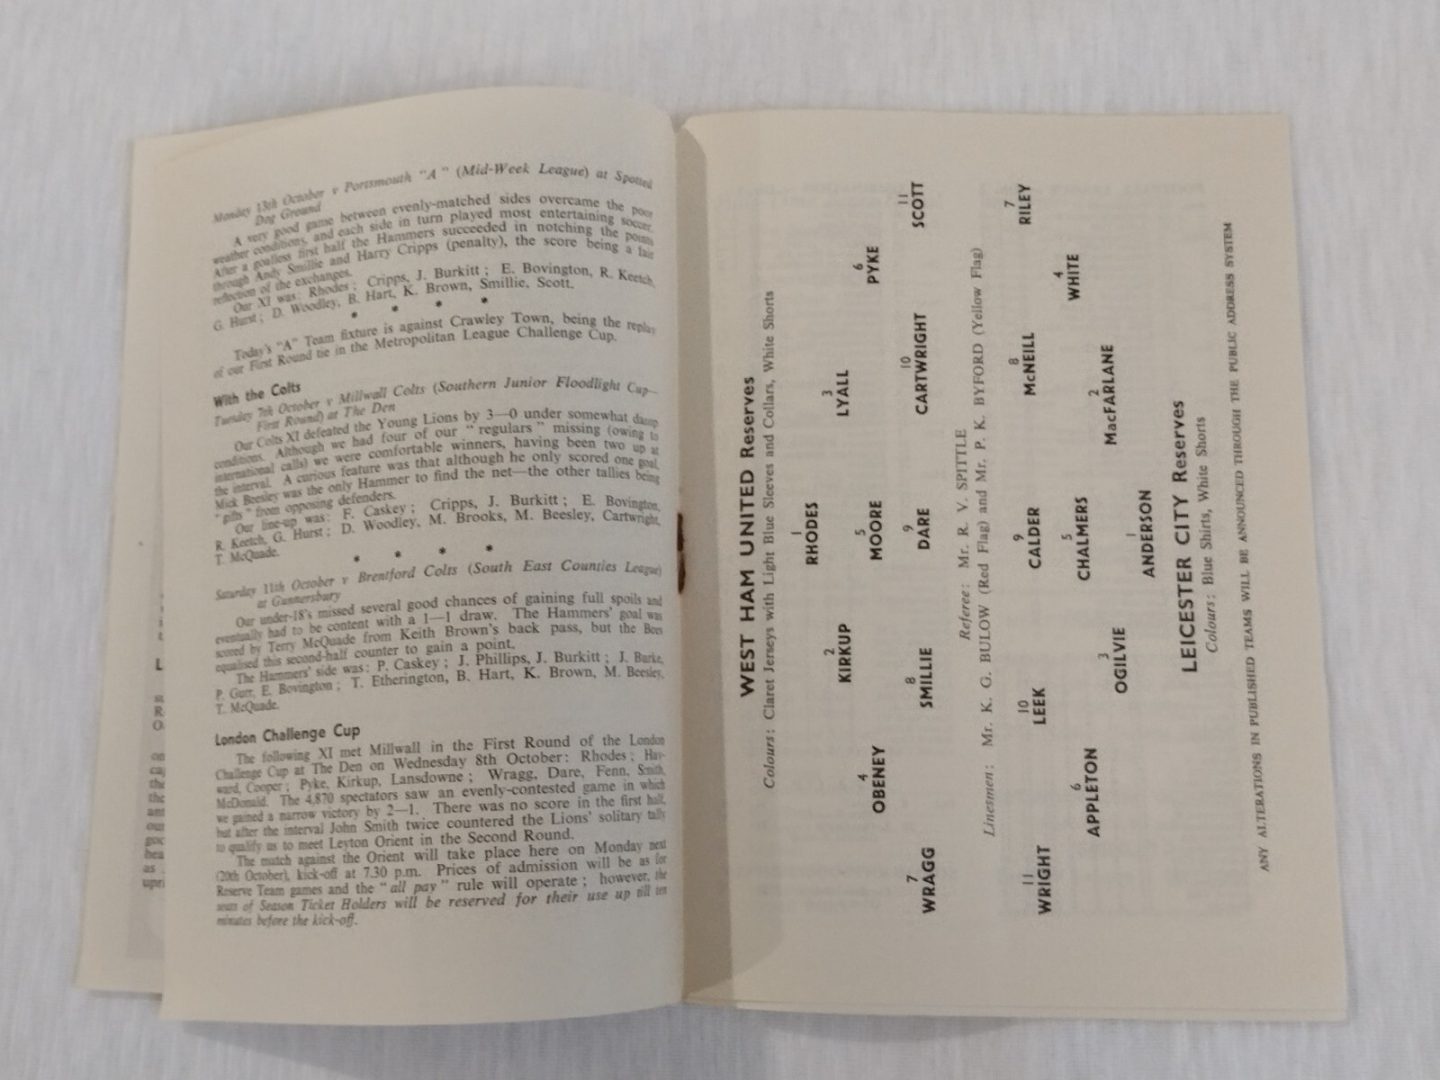 Monday 13th October v Portsmouth "A" (Mid-Week League) at Spotted
Dog Ground
A very good game between evenly-matched sides overcame the poor
weather conditions, and each side in turn played most entertaining soccer.
After a goalless first half the Hammers succeeded in notching the points
through Andy Smillie and Harry Cripps (penalty), the score being a fair
reflection of the exchanges.
Our XI was: Rhodes; Cripps, J. Burkitt; E. Bovington, R. Keetch,
G. Hurst; D. Woodley, B. Hart, K. Brown, Smillie, Scott.
* * * *
Today's "A" Team fixture is against Crawley Town, being the replay
of our First Round tie in the Metropolitan League Challenge Cup.
With the Colts
Tuesday 7th October v Millwall Colts (Southern Junior Floodlight Cup—
First Round) at The Den
Our Colts XI defeated the Young Lions by 3—0 under somewhat damp
conditions. Although we had four of our "regulars" missing (owing to
international calls) we were comfortable winners, having been two up at
the interval. A curious feature was that although he only scored one goal,
Mick Beesley was the only Hammer to find the net—the other tallies being
"gifts" from opposing defenders.
Our line-up was: F. Caskey; Cripps, J. Burkitt; E. Bovington,
R. Keetch, G. Hurst; D. Woodley, M. Brooks, M. Beesley, Cartwright,
T. McQuade.
* * * *
Saturday 11th October v Brentford Colts (South East Counties League)
at Gunnersbury
Our under-18's missed several good chances of gaining full spoils and
eventually had to be content with a 1—1 draw. The Hammers' goal was
scored by Terry McQuade from Keith Brown's back pass, but the Bees
equalised this second-half counter to gain a point.
The Hammers' side was: P. Caskey; J. Phillips, J. Burkitt; J. Burke,
P. Gurr, E. Bovington; T. Etherington, B. Hart, K. Brown, M. Beesley,
T. McQuade.
London Challenge Cup
The following XI met Millwall in the First Round of the London
Challenge Cup at The Den on Wednesday 8th October: Rhodes; Hay-
ward, Cooper; Pyke, Kirkup, Lansdowne; Wragg, Dare, Fenn, Smith,
McDonald. The 4,870 spectators saw an evenly-contested game in which
we gained a narrow victory by 2—1. There was no score in the first half,
but after the interval John Smith twice countered the Lions' solitary tally
to qualify us to meet Leyton Orient in the Second Round.
The match against the Orient will take place here on Monday next
(20th October), kick-off at 7.30 p.m. Prices of admission will be as for
Reserve Team games and the "all pay" rule will operate; however, the
seats of Season Ticket Holders will be reserved for their use up till ten
minutes before the kick-off.
WEST HAM UNITED Reserves
Colours: Claret Jerseys with Light Blue Sleeves and Collars, White Shorts
1
RHODES
2 3
KIRKUP LYALL
4 5 6
OBENEY MOORE PYKE
7 8 9 10 11
WRAGG SMILLIE DARE CARTWRIGHT SCOTT
Referee: Mr. R. V. SPITTLE
Linesmen: Mr. K. G. BULOW (Red Flag) and Mr. P. K. BYFORD (Yellow Flag)
11 10 9 8 7
WRIGHT LEEK CALDER McNEILL RILEY
6 5 4
APPLETON CHALMERS WHITE
3 2
OGILVIE MacFARLANE
1
ANDERSON
LEICESTER CITY Reserves
Colours: Blue Shirts, White Shorts
ANY ALTERATIONS IN PUBLISHED TEAMS WILL BE ANNOUNCED THROUGH THE PUBLIC ADDRESS SYSTEM